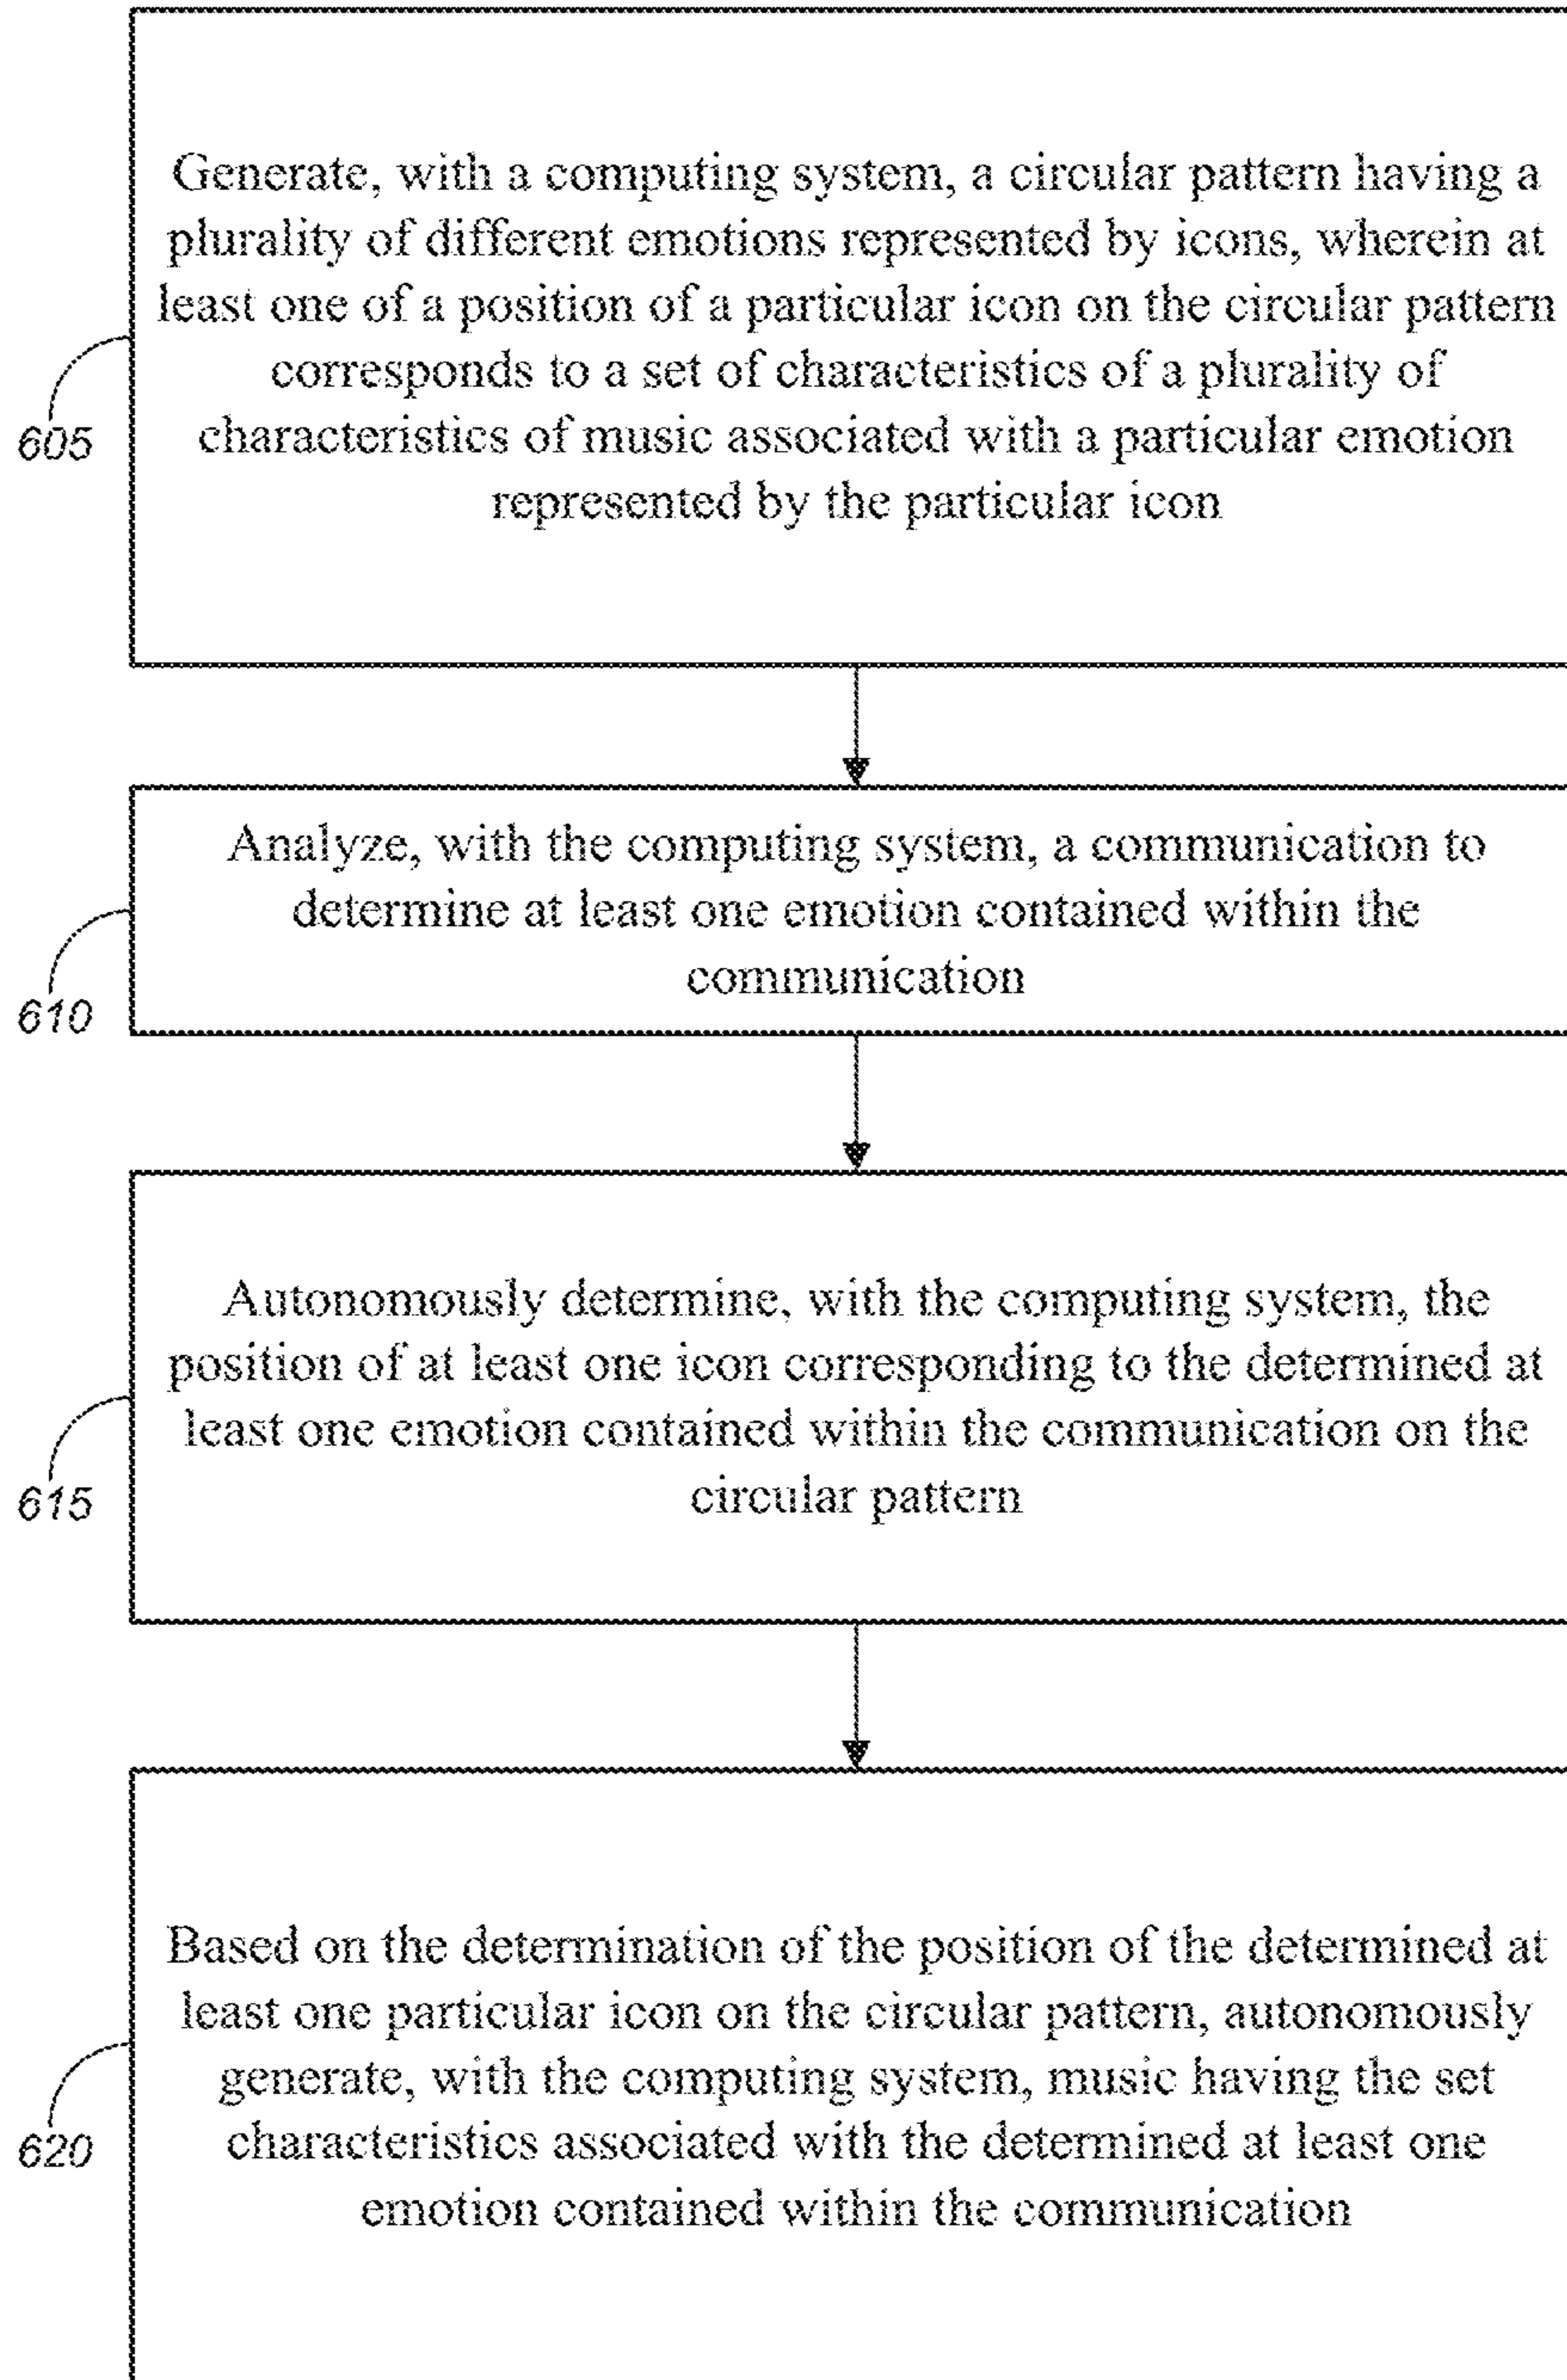 Generate, with a computing system, a circular pattern having a
plurality of different emotions represented by icons, wherein at
least one of a position of a particular icon on the circular pattern
corresponds to a set of characteristics of a plurality of
characteristics of music associated with a particular emotion
represented by the particular icon
605
Analyze, with the computing system, a communication to
determine at least one emotion contained within the
communication
610
Autonomously determine, with the computing system, the
position of at least one icon corresponding to the determined at
least one emotion contained within the communication on the
circular pattern
615
Based on the determination of the position of the determined at
least one particular icon on the circular pattern, autonomously
generate, with the computing system, music having the set
characteristics associated with the determined at least one
emotion contained within the communication
620